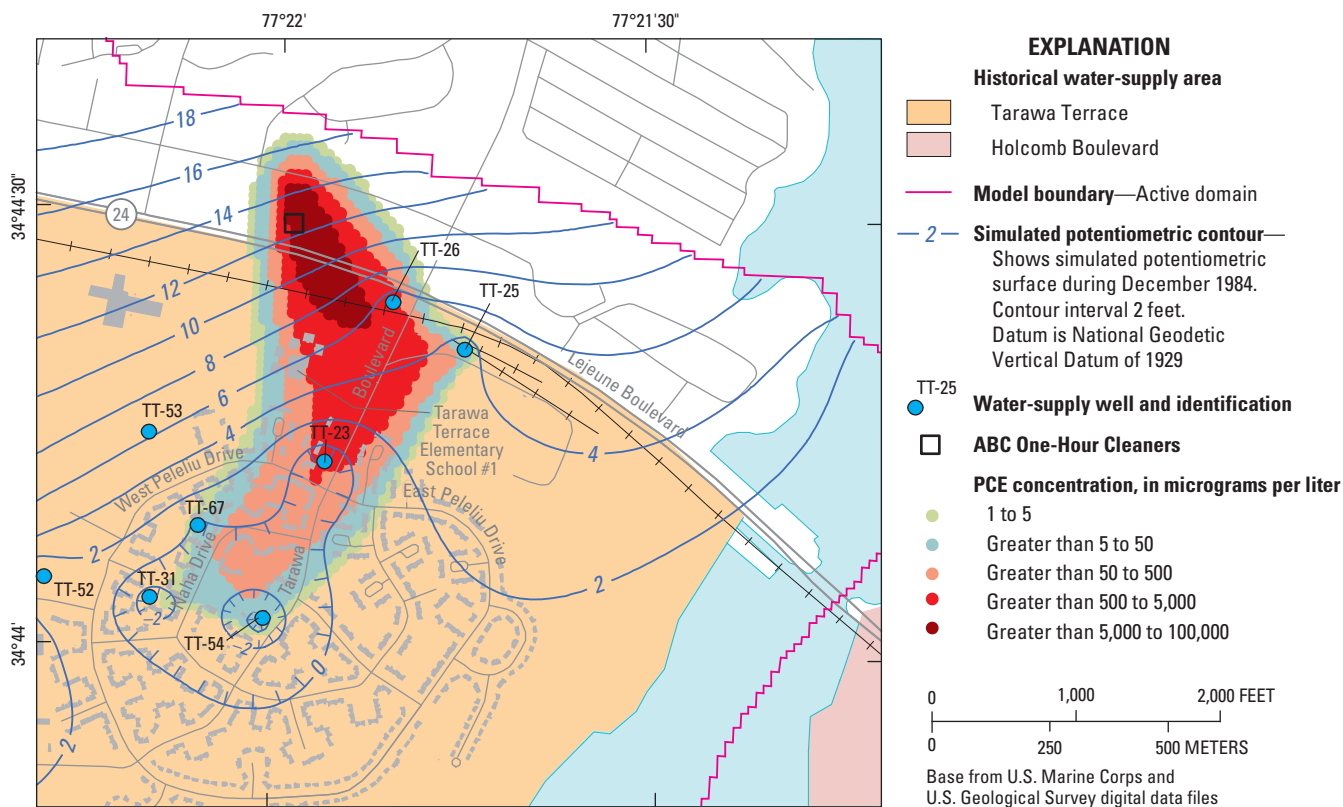 77°22'
77°21'30"
34°44'30"
34°44'
18
16
14
24
12
10
8
6
4
2
TT-26
TT-25
Boulevard
Lejeune Boulevard
TT-53
TT-23
Tarawa
Terrace
Elementary
School #1
4
West Peleliu Drive
East Peleliu Drive
TT-67
Naha Drive
Tarawa
2
TT-52
TT-31
–2
TT-54
–2
0
2
EXPLANATION
Historical water-supply area
Tarawa Terrace
Holcomb Boulevard
Model boundary—Active domain
2 Simulated potentiometric contour—
Shows simulated potentiometric
surface during December 1984.
Contour interval 2 feet.
Datum is National Geodetic
Vertical Datum of 1929
TT-25
Water-supply well and identification
ABC One-Hour Cleaners
PCE concentration, in micrograms per liter
1 to 5
Greater than 5 to 50
Greater than 50 to 500
Greater than 500 to 5,000
Greater than 5,000 to 100,000
0 1,000 2,000 FEET
0 250 500 METERS
Base from U.S. Marine Corps and
U.S. Geological Survey digital data files